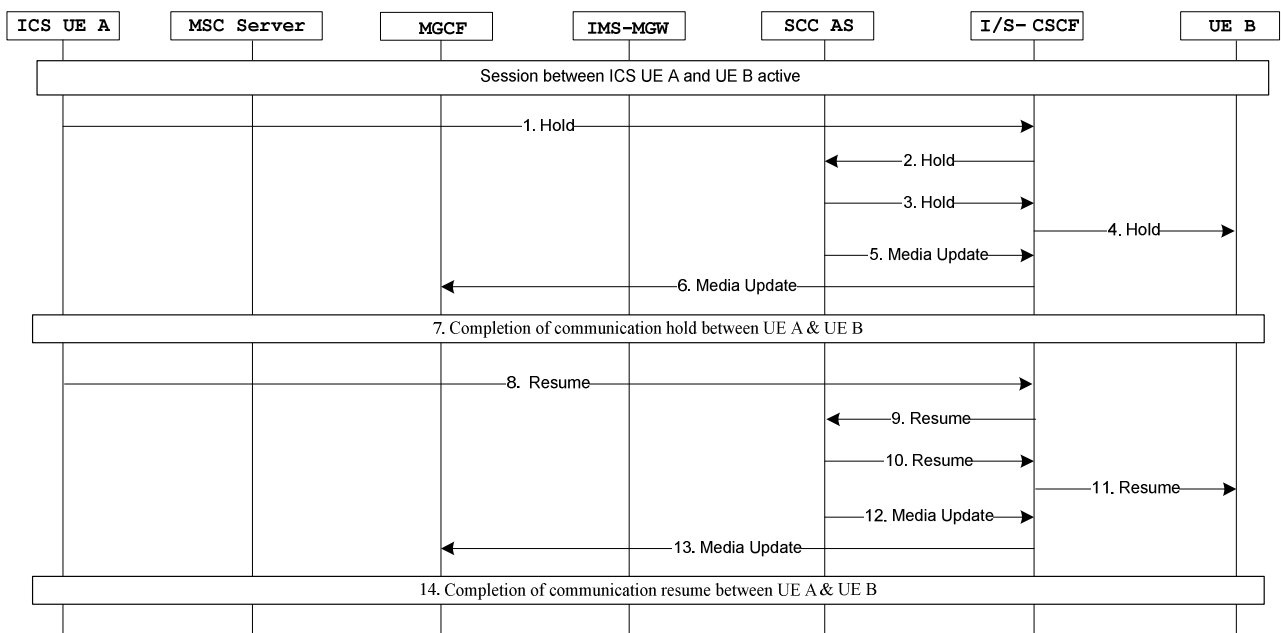 ICS UE A
MSC Server
MGCF
IMS-MGW
SCC AS
I/S- CSCF
UE B
Session between ICS UE A and UE B active
1. Hold
2. Hold
3. Hold
4. Hold
5. Media Update
6. Media Update
7. Completion of communication hold between UE A & UE B
8. Resume
9. Resume
10. Resume
11. Resume
12. Media Update
13. Media Update
14. Completion of communication resume between UE A & UE B